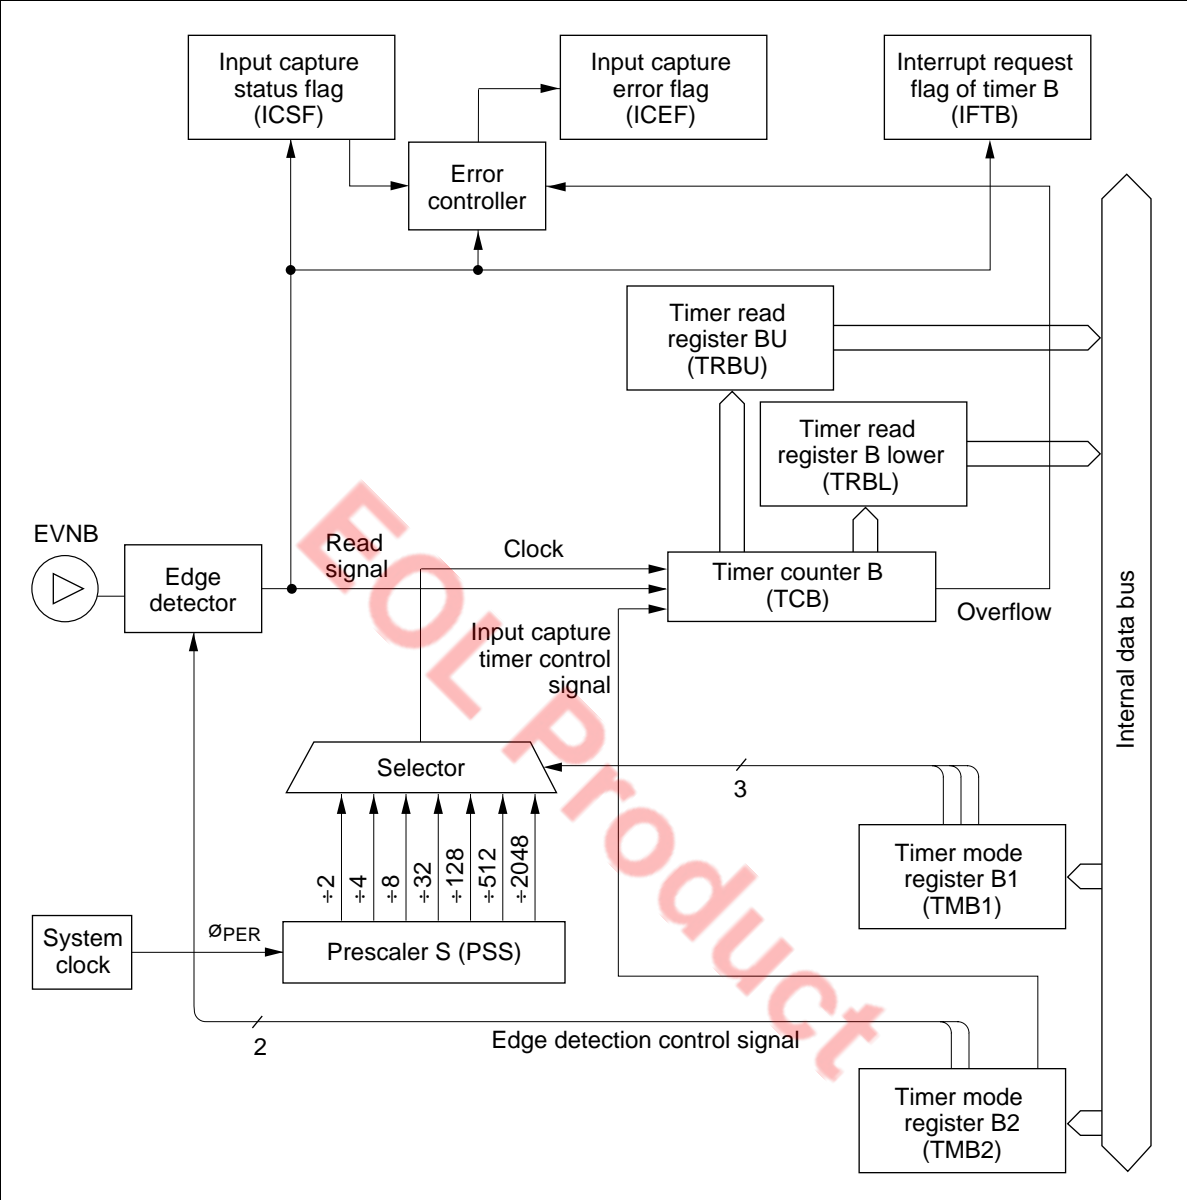 Input capture
status flag
(ICSF)
Input capture
error flag
(ICEF)
Interrupt request
flag of timer B
(IFTB)
Error
controller
Timer read
register BU
(TRBU)
Timer read
register B lower
(TRBL)
EVNB
Edge
detector
Read
signal
Clock
Timer counter B
(TCB)
Overflow
Input capture
timer control
signal
Internal data bus
Selector
3
÷2
÷4
÷8
÷32
÷128
÷512
÷2048
Timer mode
register B1
(TMB1)
System
clock
øPER
Prescaler S (PSS)
2
Edge detection control signal
Timer mode
register B2
(TMB2)
EOL Product